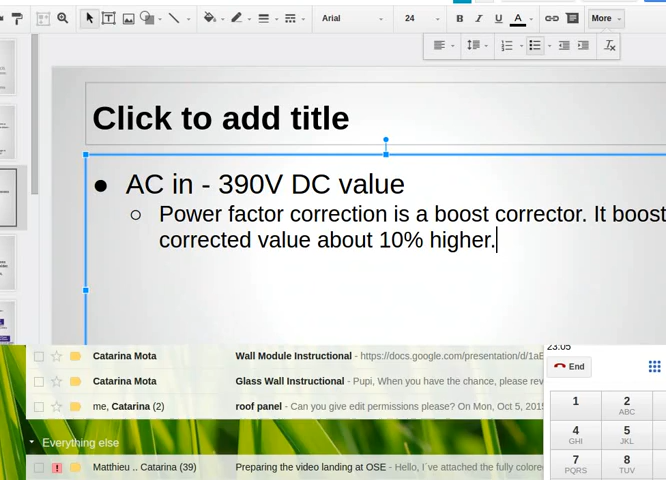 Arial 24 B I U A More
Click to add title
● AC in - 390V DC value
○ Power factor correction is a boost corrector. It boost
corrected value about 10% higher.
23:05
Catarina Mota Wall Module Instructional - https://docs.google.com/presentation/d/1aE
End
Catarina Mota Glass Wall Instructional - Pupi, When you have the chance, please rev
me, Catarina (2) roof panel - Can you give edit permissions please? On Mon, Oct 5, 2015
1 2 ABC
4 GHI 5 JKL
Everything else
7 PQRS 8 TUV
Matthieu .. Catarina (39) Preparing the video landing at OSE - Hello, I´ve attached the fully colored